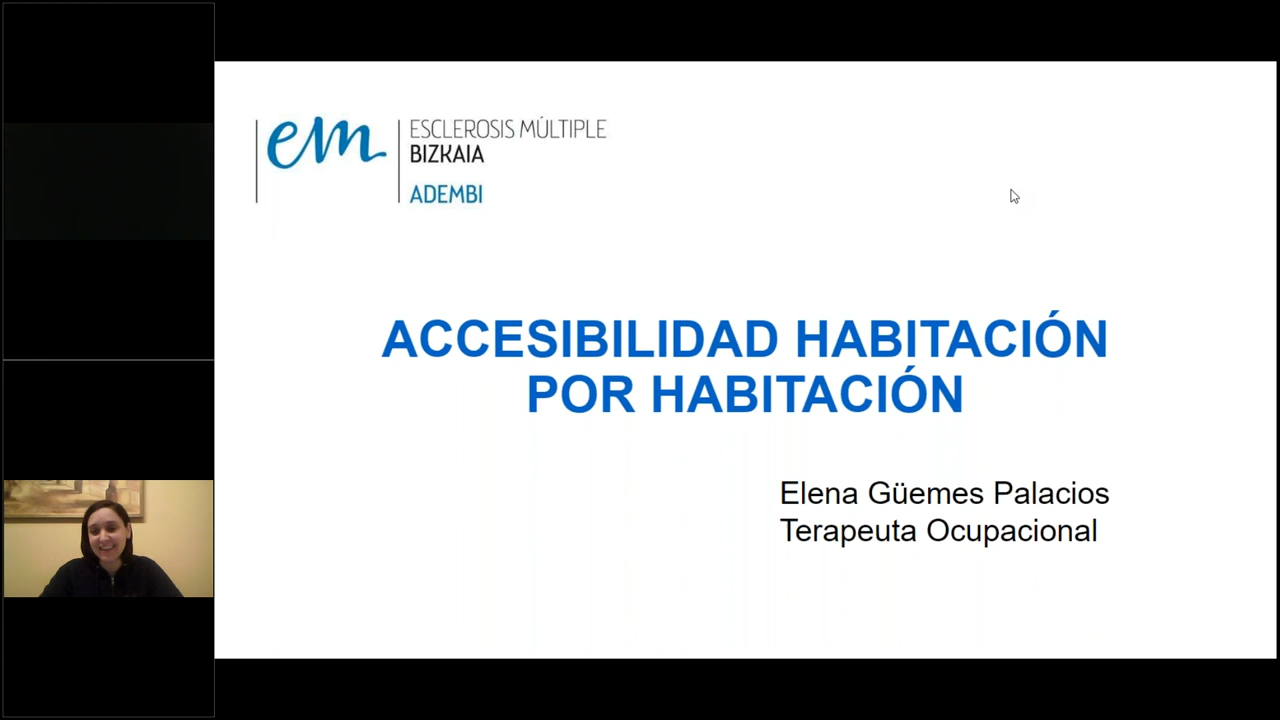 em
ESCLEROSIS MÚLTIPLE
BIZKAIA
ADEMBI
ACCESIBILIDAD HABITACIÓN
POR HABITACIÓN
Elena Güemes Palacios
Terapeuta Ocupacional